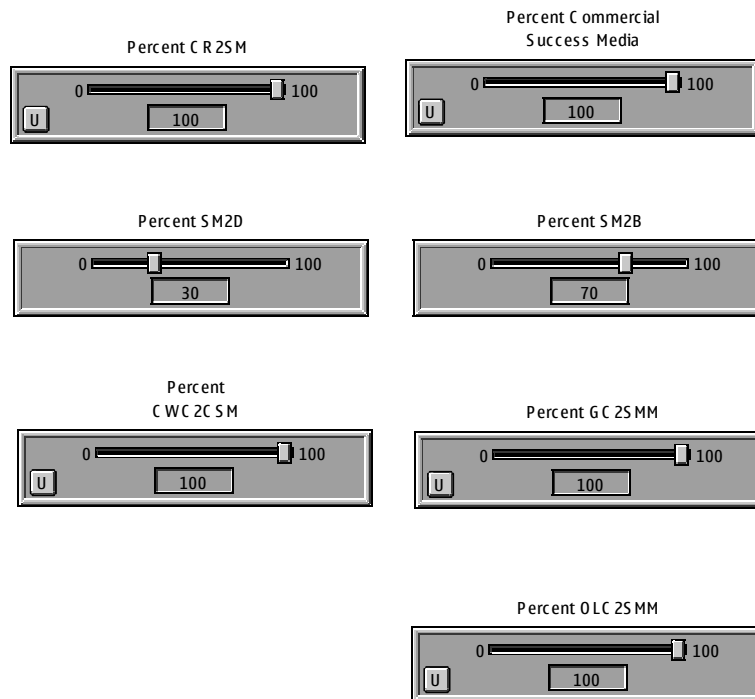 Percent CR2SM
0 100
U 100
Percent Commercial
Success Media
0 100
U 100
Percent SM2D
0 100
30
Percent SM2B
0 100
70
Percent
CWC2CSM
0 100
U 100
Percent GC2SMM
0 100
U 100
Percent OLC2SMM
0 100
U 100